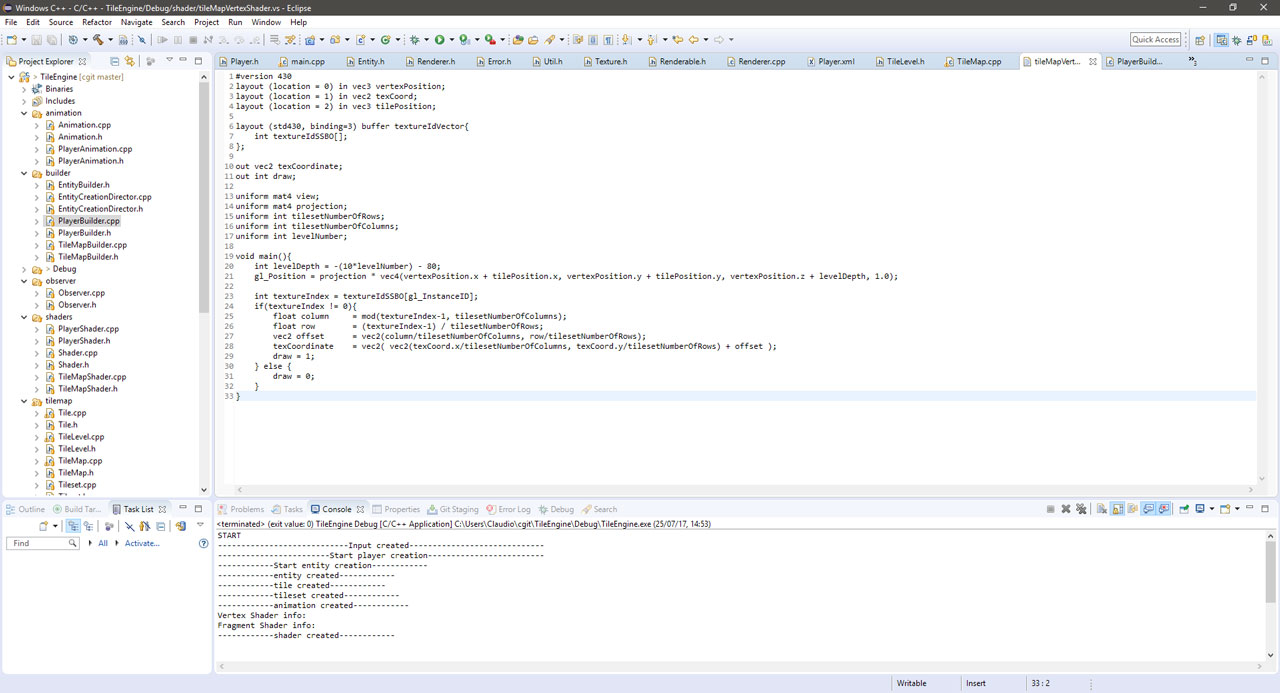 Windows C++ - C/C++ - TileEngine/Debug/shader/tileMapVertexShader.vs - Eclipse
File Edit Source Refactor Navigate Search Project Run Window Help
Quick Access
Project Explorer
TileEngine [cgit master]
Binaries
Includes
animation
Animation.cpp
Animation.h
PlayerAnimation.cpp
PlayerAnimation.h
builder
EntityBuilder.h
EntityCreationDirector.cpp
EntityCreationDirector.h
PlayerBuilder.cpp
PlayerBuilder.h
TileMapBuilder.cpp
TileMapBuilder.h
> Debug
observer
Observer.cpp
Observer.h
shaders
PlayerShader.cpp
PlayerShader.h
Shader.cpp
Shader.h
TileMapShader.cpp
TileMapShader.h
tilemap
Tile.cpp
Tile.h
TileLevel.cpp
TileLevel.h
TileMap.cpp
TileMap.h
Tileset.cpp
Player.h main.cpp Entity.h Renderer.h Error.h Util.h Texture.h Renderable.h Renderer.cpp Player.xml TileLevel.h TileMap.cpp tileMapVert... PlayerBuild...
1 #version 430
2 layout (location = 0) in vec3 vertexPosition;
3 layout (location = 1) in vec2 texCoord;
4 layout (location = 2) in vec3 tilePosition;
5
6 layout (std430, binding=3) buffer textureIdVector{
7 int textureIdSSBO[];
8 };
9
10 out vec2 texCoordinate;
11 out int draw;
12
13 uniform mat4 view;
14 uniform mat4 projection;
15 uniform int tilesetNumberOfRows;
16 uniform int tilesetNumberOfColumns;
17 uniform int levelNumber;
18
19 void main(){
20 int levelDepth = -(10*levelNumber) - 80;
21 gl_Position = projection * vec4(vertexPosition.x + tilePosition.x, vertexPosition.y + tilePosition.y, vertexPosition.z + levelDepth, 1.0);
22
23 int textureIndex = textureIdSSBO[gl_InstanceID];
24 if(textureIndex != 0){
25 float column = mod(textureIndex-1, tilesetNumberOfColumns);
26 float row = (textureIndex-1) / tilesetNumberOfRows;
27 vec2 offset = vec2(column/tilesetNumberOfColumns, row/tilesetNumberOfRows);
28 texCoordinate = vec2( vec2(texCoord.x/tilesetNumberOfColumns, texCoord.y/tilesetNumberOfRows) + offset );
29 draw = 1;
30 } else {
31 draw = 0;
32 }
33 }
Outline Build Tar... Task List
Find All Activate...
Problems Tasks Console Properties Git Staging Error Log Debug Search
<terminated> (exit value: 0) TileEngine Debug [C/C++ Application] C:\Users\Claudio\cgit\TileEngine\Debug\TileEngine.exe (25/07/17, 14:53)
START
----------------------------Input created-----------------------------
------------------------Start player creation-------------------------
------------Start entity creation------------
------------entity created------------
------------tile created------------
------------tileset created------------
------------animation created------------
Vertex Shader info:
Fragment Shader info:
------------shader created------------
Writable Insert 33 : 2